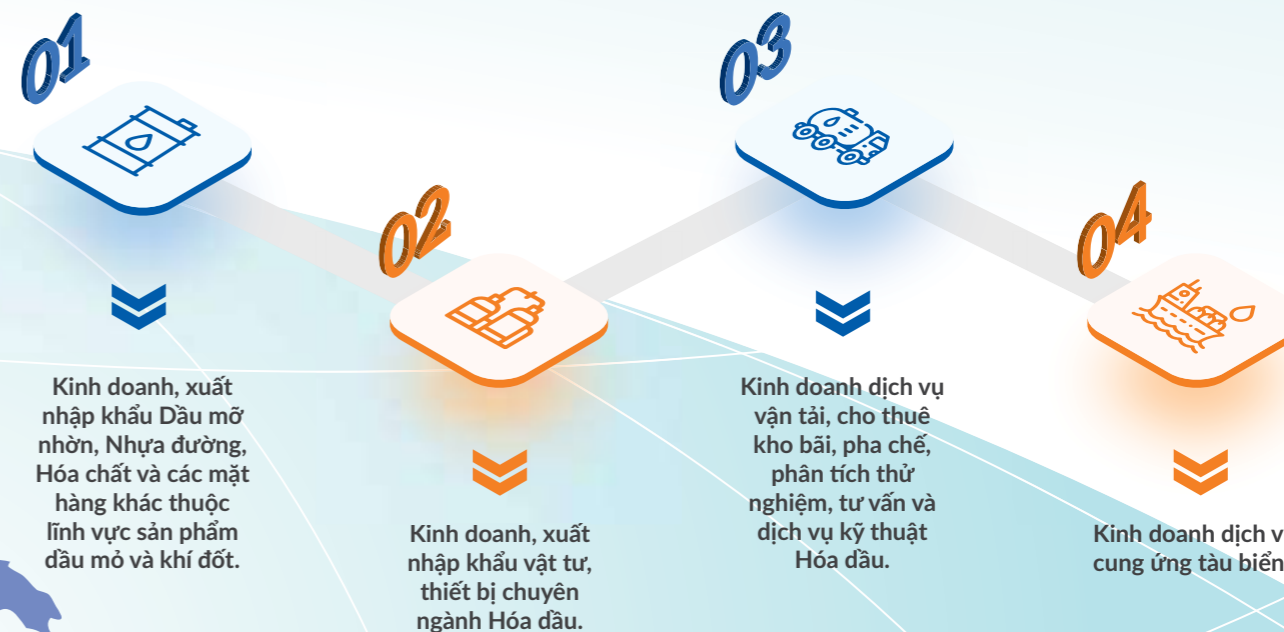 01
Kinh doanh, xuất
nhập khẩu Dầu mỡ
nhờn, Nhựa đường,
Hóa chất và các mặt
hàng khác thuộc
lĩnh vực sản phẩm
dầu mỏ và khí đốt.
02
Kinh doanh, xuất
nhập khẩu vật tư,
thiết bị chuyên
ngành Hóa dầu.
03
Kinh doanh dịch vụ
vận tải, cho thuê
kho bãi, pha chế,
phân tích thử
nghiệm, tư vấn và
dịch vụ kỹ thuật
Hóa dầu.
04
Kinh doanh dịch
cung ứng tàu biển